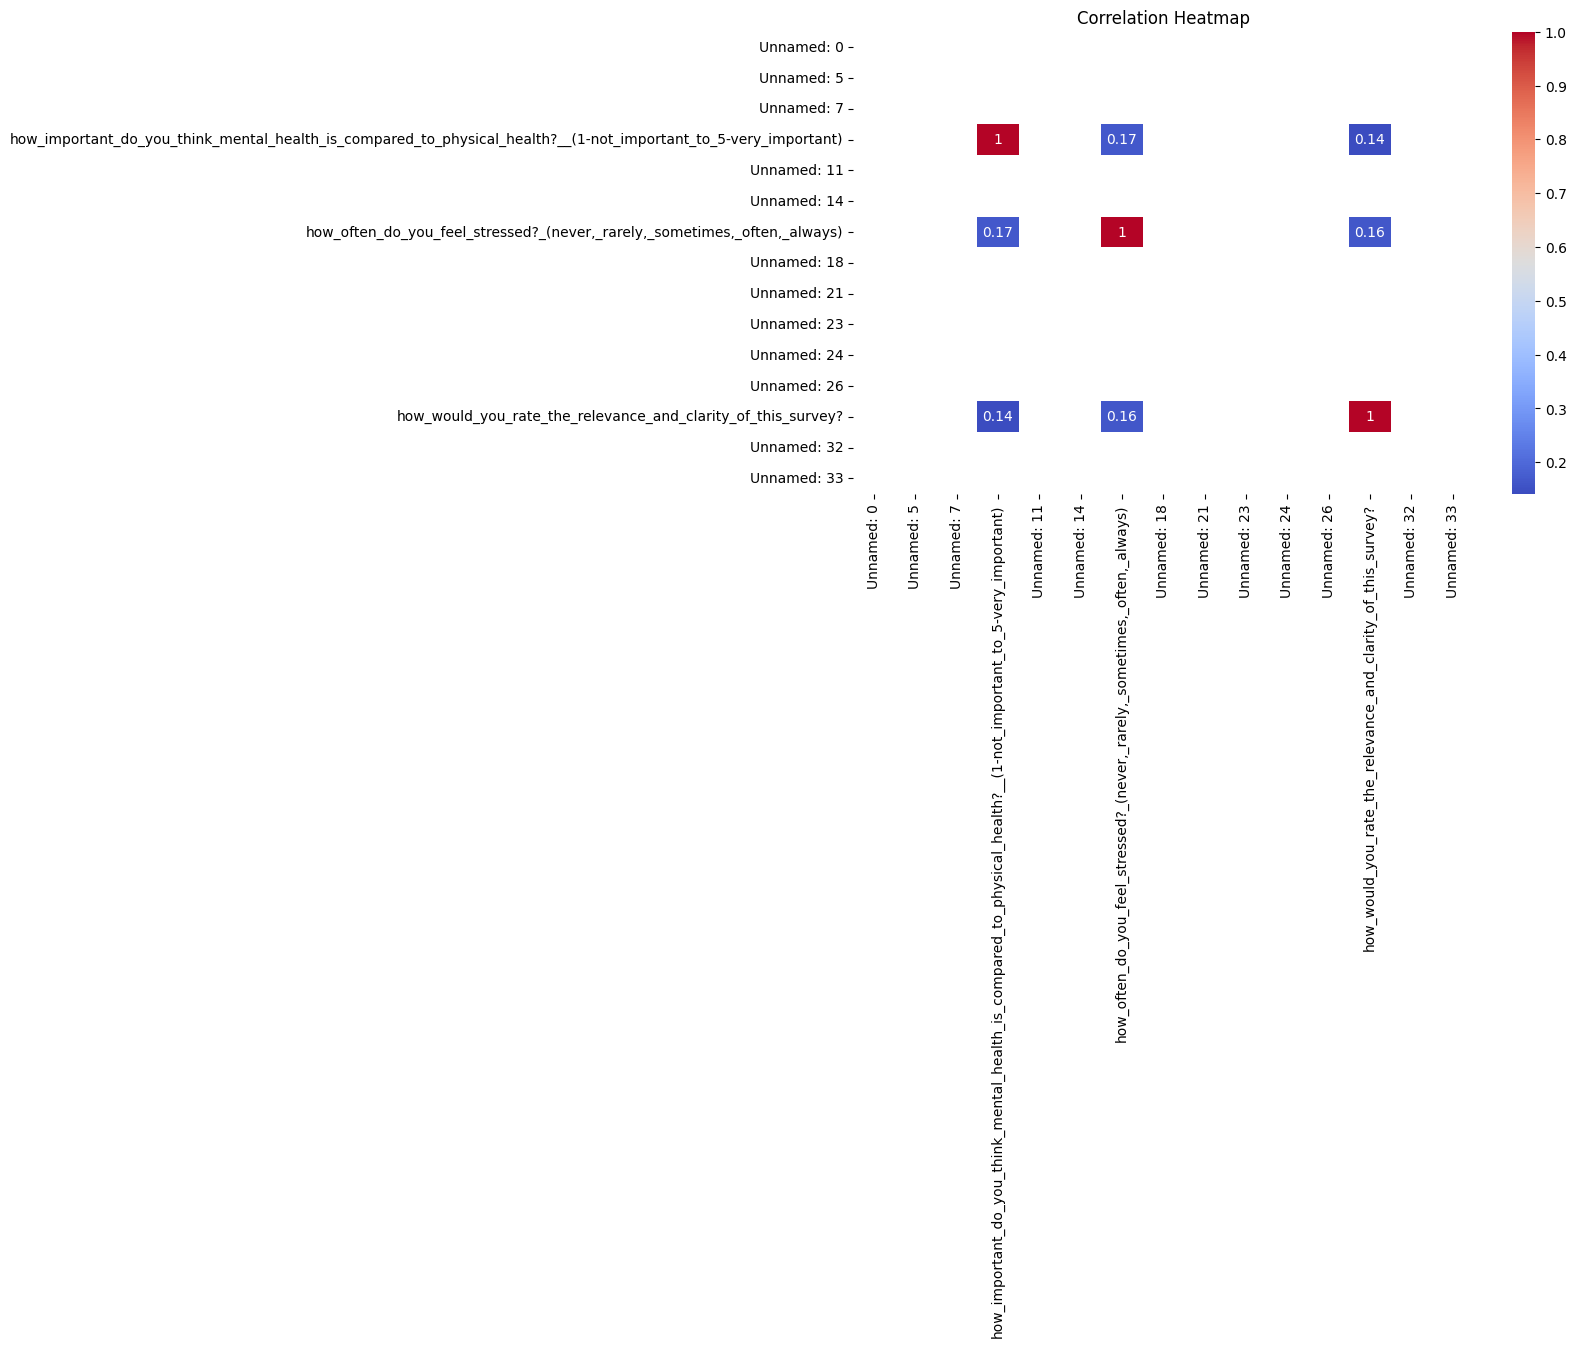 Correlation Heatmap
Unnamed: 0
Unnamed: 5
Unnamed: 7
how_important_do_you_think_mental_health_is_compared_to_physical_health?__(1-not_important_to_5-very_important)
Unnamed: 11
Unnamed: 14
how_often_do_you_feel_stressed?_(never,_rarely,_sometimes,_often,_always)
Unnamed: 18
Unnamed: 21
Unnamed: 23
Unnamed: 24
Unnamed: 26
how_would_you_rate_the_relevance_and_clarity_of_this_survey?
Unnamed: 32
Unnamed: 33
1 0.17 0.14
0.17 1 0.16
0.14 0.16 1
1.0
0.9
0.8
0.7
0.6
0.5
0.4
0.3
0.2
Unnamed: 0
Unnamed: 5
Unnamed: 7
how_important_do_you_think_mental_health_is_compared_to_physical_health?__(1-not_important_to_5-very_important)
Unnamed: 11
Unnamed: 14
how_often_do_you_feel_stressed?_(never,_rarely,_sometimes,_often,_always)
Unnamed: 18
Unnamed: 21
Unnamed: 23
Unnamed: 24
Unnamed: 26
how_would_you_rate_the_relevance_and_clarity_of_this_survey?
Unnamed: 32
Unnamed: 33